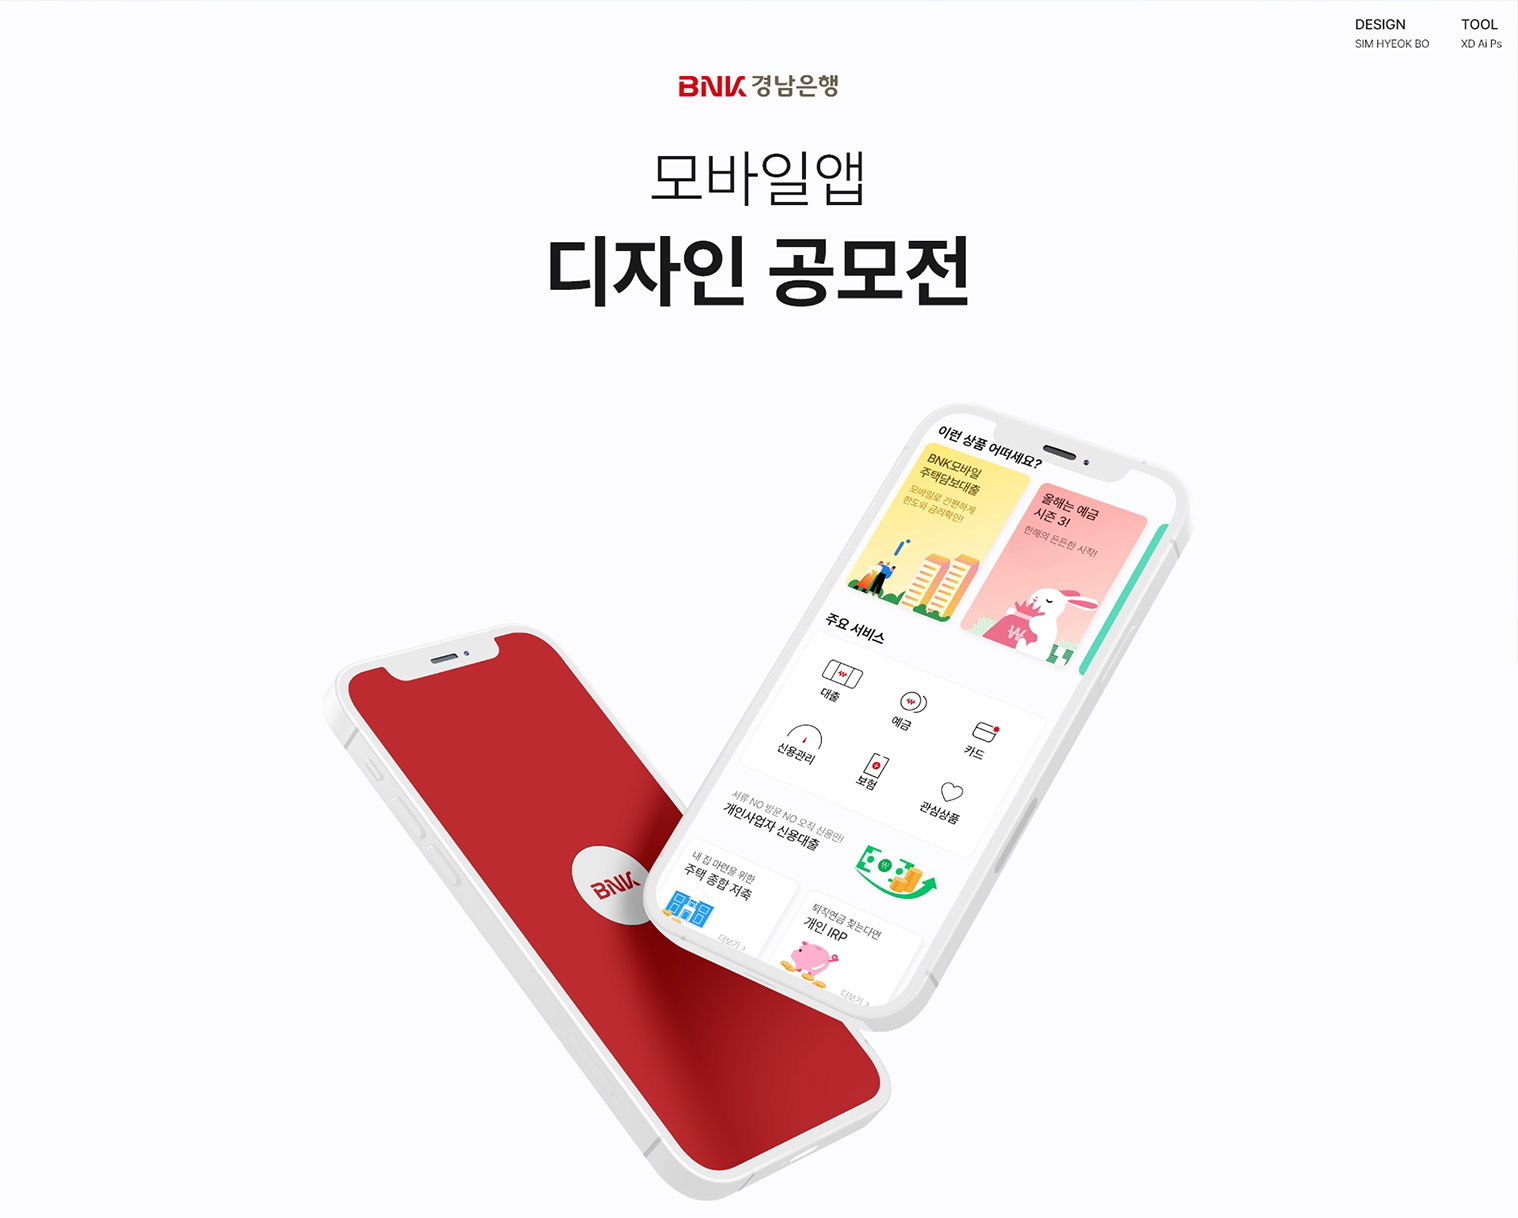 DESIGN
SIM HYEOK BO
TOOL
XD Ai Ps
BNK 경남은행
모바일앱
디자인 공모전
이런 상품 어떠세요?
BNK모바일
주택담보대출
모바일로 간편하게
한도와 금리확인!
올해는 예금
시즌 3!
한해의 든든한 시작!
주요 서비스
대출
예금
카드
신용관리
보험
관심상품
서류 NO 방문 NO 오직 신용만!
개인사업자 신용대출
내 집 마련을 위한
주택 종합 저축
더보기 >
퇴직연금 찾는다면
개인 IRP
더보기 >
BNK